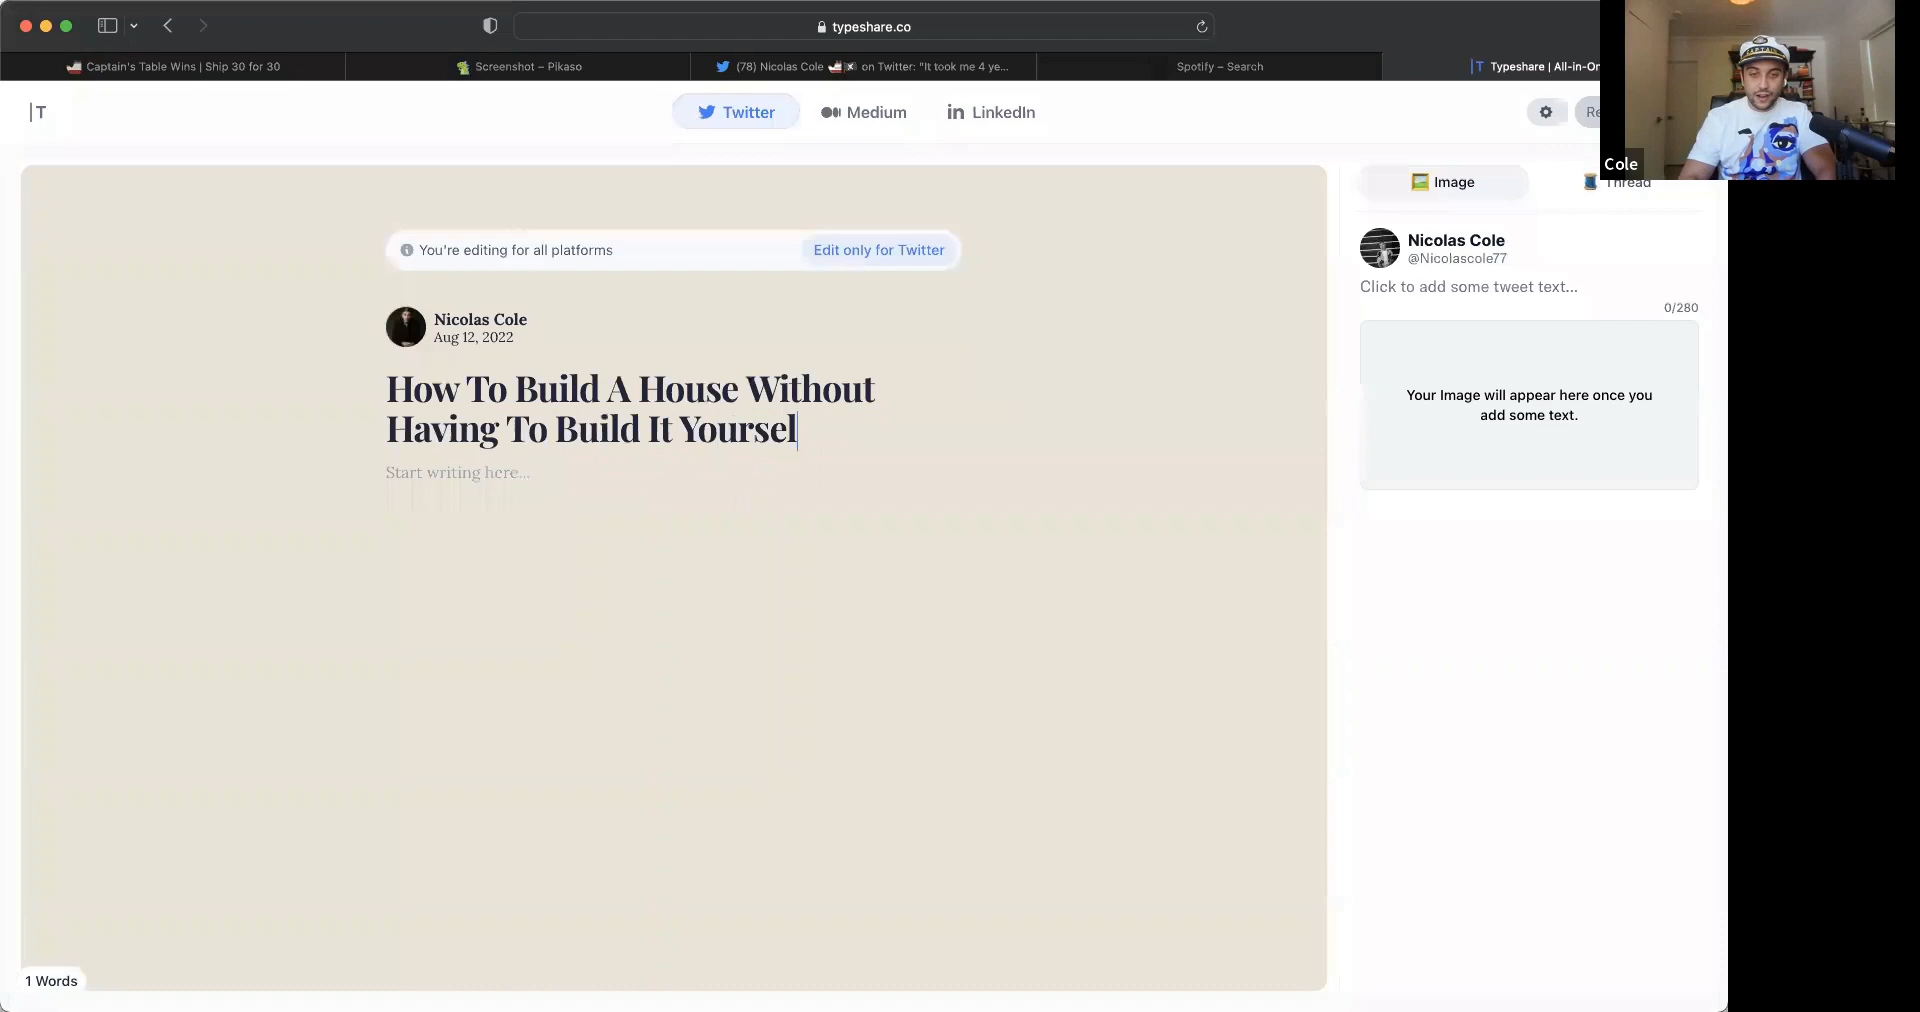 typeshare.co
Captain's Table Wins | Ship 30 for 30
Screenshot – Pikaso
(78) Nicolas Cole on Twitter: "It took me 4 ye...
Spotify – Search
|T Typeshare | All-in-On
|T
Twitter
Medium
LinkedIn
Re
Cole
You're editing for all platforms
Edit only for Twitter
Nicolas Cole
Aug 12, 2022
How To Build A House Without
Having To Build It Yoursel
Start writing here...
1 Words
Image
Thread
Nicolas Cole
@Nicolascole77
Click to add some tweet text...
0/280
Your Image will appear here once you
add some text.